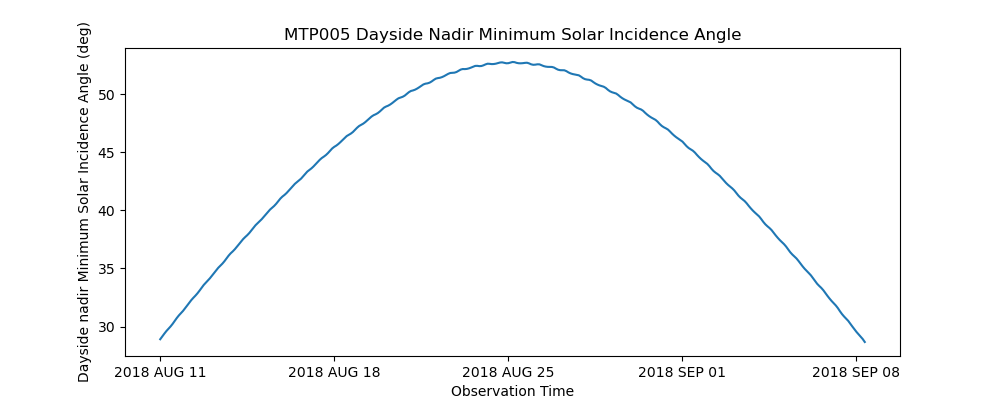 MTP005 Dayside Nadir Minimum Solar Incidence Angle
Dayside nadir Minimum Solar Incidence Angle (deg)
50
45
40
35
30
2018 AUG 11
2018 AUG 18
2018 AUG 25
2018 SEP 01
2018 SEP 08
Observation Time